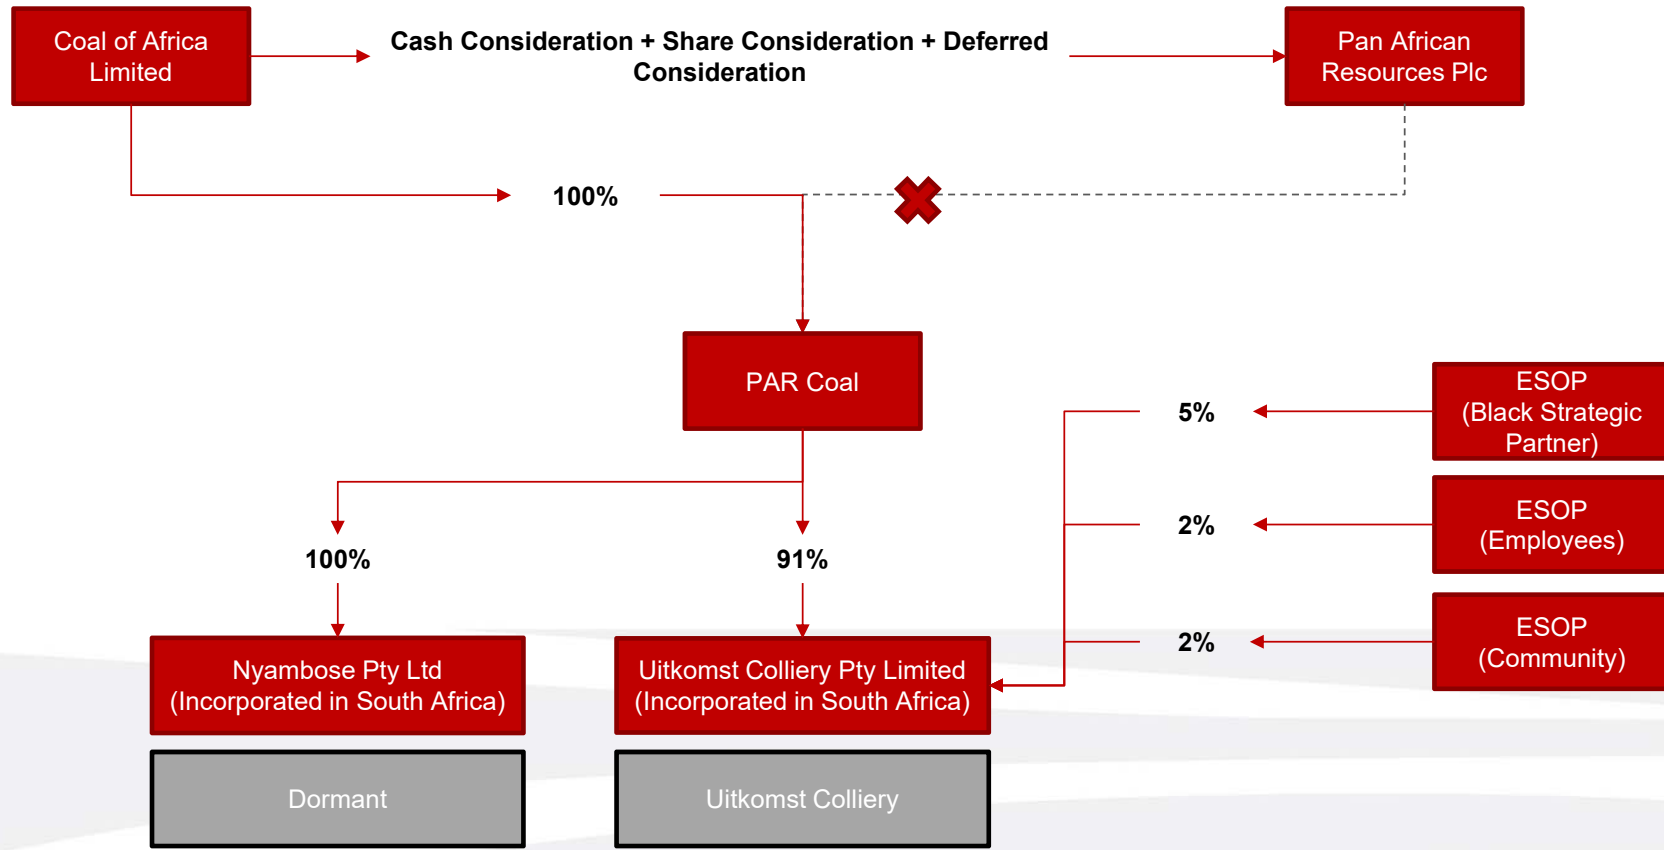 Coal of Africa
Limited
Cash Consideration + Share Consideration + Deferred
Consideration
Pan African
Resources Plc
100%
PAR Coal
5%
ESOP
(Black Strategic
Partner)
2%
ESOP
(Employees)
100%
91%
2%
ESOP
(Community)
Nyambose Pty Ltd
(Incorporated in South Africa)
Uitkomst Colliery Pty Limited
(Incorporated in South Africa)
Dormant
Uitkomst Colliery